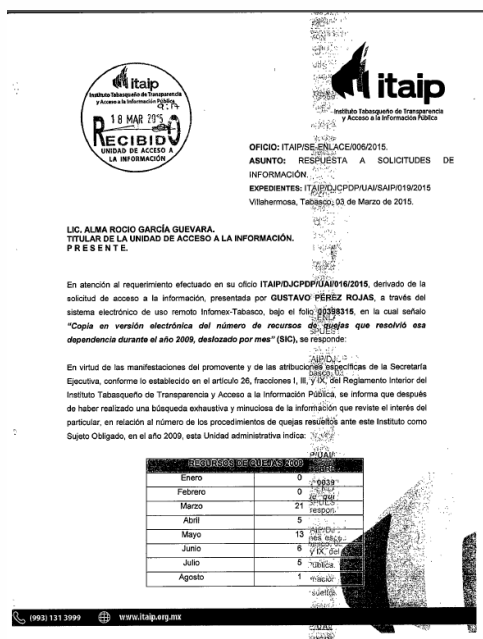 itaip
Instituto Tabasqueño de Transparencia
y Acceso a la Información Pública
18 MAR 2015
RECIBIDO
UNIDAD DE ACCESO A
LA INFORMACIÓN
itaip
Instituto Tabasqueño de Transparencia
y Acceso a la Información Pública
OFICIO: ITAIP/SE-ENLACE/006/2015.
ASUNTO: RESPUESTA A SOLICITUDES DE
INFORMACIÓN.
EXPEDIENTES: ITAIP/DJCPDP/UAI/SAIP/019/2015
Villahermosa, Tabasco, 03 de Marzo de 2015.
LIC. ALMA ROCIO GARCÍA GUEVARA.
TITULAR DE LA UNIDAD DE ACCESO A LA INFORMACIÓN.
P R E S E N T E.
En atención al requerimiento efectuado en su oficio ITAIP/DJCPDP/UAI/016/2015, derivado de la
solicitud de acceso a la información, presentada por GUSTAVO PÉREZ ROJAS, a través del
sistema electrónico de uso remoto Infomex-Tabasco, bajo el folio 00398315, en la cual señalo
"Copia en versión electrónica del número de recursos de quejas que resolvió esa
dependencia durante el año 2009, deslozado por mes" (SIC), se responde:
En virtud de las manifestaciones del promovente y de las atribuciones específicas de la Secretaría
Ejecutiva, conforme lo establecido en el artículo 26, fracciones I, III, y IX, del Reglamento Interior del
Instituto Tabasqueño de Transparencia y Acceso a la Información Pública, se informa que después
de haber realizado una búsqueda exhaustiva y minuciosa de la información que reviste el interés del
particular, en relación al número de los procedimientos de quejas resueltos ante este Instituto como
Sujeto Obligado, en el año 2009, esta Unidad administrativa indica:
RECURSOS DE QUEJAS 2009
Enero 0
Febrero 0
Marzo 21
Abril 5
Mayo 13
Junio 6
Julio 5
Agosto 1
(993) 131 3999 www.itaip.org.mx